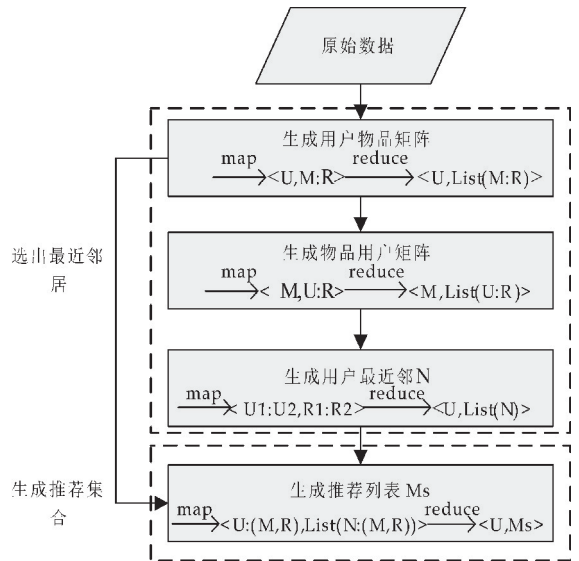 原始数据
生成用户物品矩阵
map reduce
<U,M:R> <U,List(M:R)>
选出最近邻
居
生成物品用户矩阵
map reduce
< M,U:R> <M,List(U:R)>
生成用户最近邻N
map reduce
< U1:U2,R1:R2> <U,List(N)>
生成推荐集
合
生成推荐列表 Ms
map reduce
<U:(M,R),List(N:(M,R))> <U,Ms>